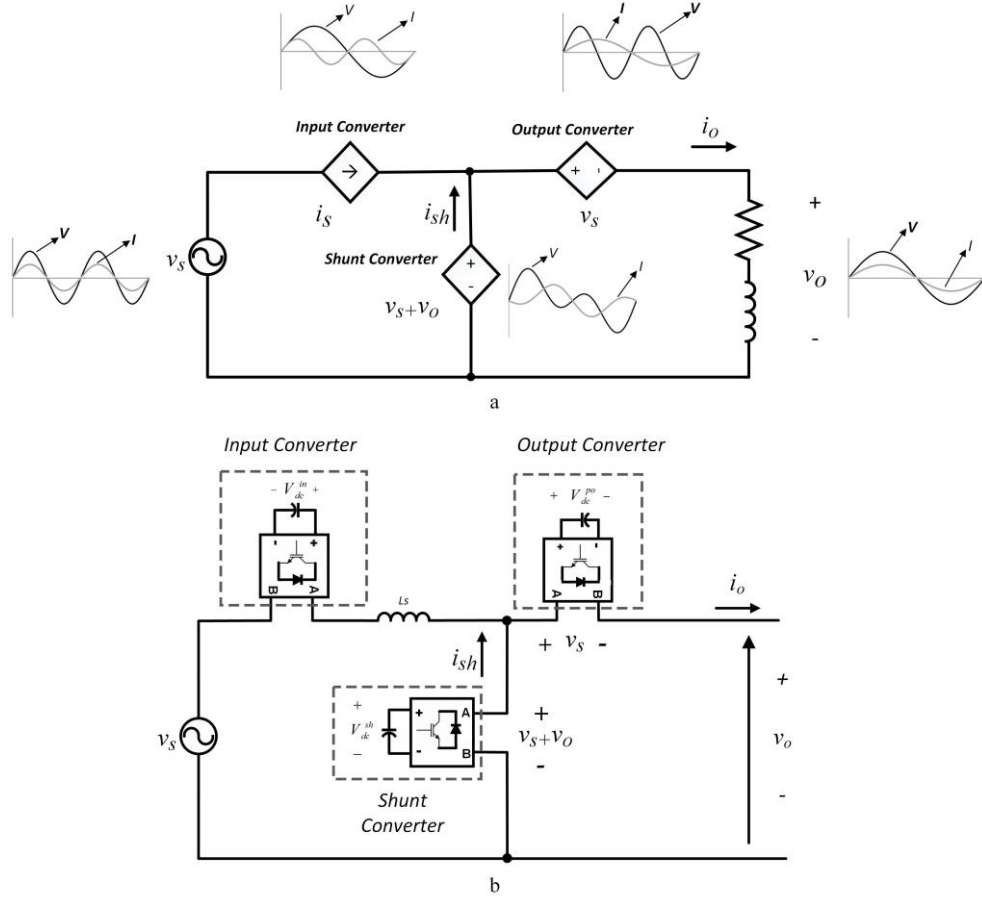 V
I
I
V
Input Converter
Output Converter
i_o
→
+ -
i_s
v_s
i_sh
+
V
I
v_s
Shunt Converter
+
-
V
I
v_o
V
I
v_s+v_o
-
a
Input Converter
Output Converter
- V_dc^in +
+ V_dc^po -
- +
+ -
B A
A B
Ls
i_o
+ v_s -
i_sh
+
+
V_dc^sh
-
+
-
A
B
+
v_s+v_o
-
v_s
v_o
-
Shunt
Converter
b